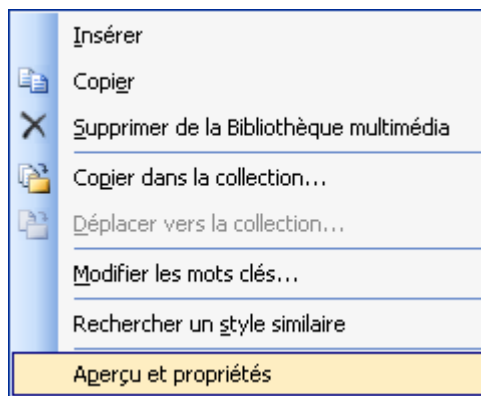 Insérer
Copier
Supprimer de la Bibliothèque multimédia
Copier dans la collection...
Déplacer vers la collection...
Modifier les mots clés...
Rechercher un style similaire
Aperçu et propriétés